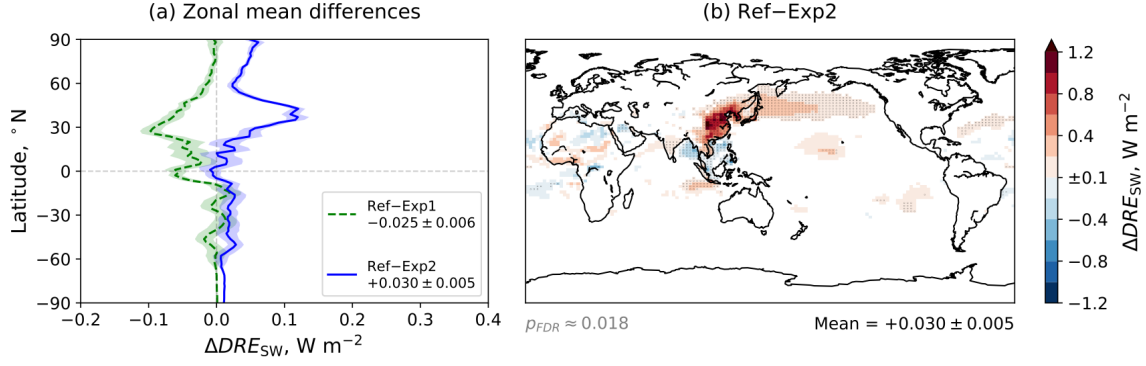 (a) Zonal mean differences
90
60
30
0
−30
−60
−90
Latitude, °N
−0.2
−0.1
0.0
0.1
0.2
0.3
0.4
ΔDRE_SW, W m⁻²
Ref−Exp1
−0.025 ± 0.006
Ref−Exp2
+0.030 ± 0.005
(b) Ref−Exp2
p_FDR ≈ 0.018
Mean = +0.030 ± 0.005
1.2
0.8
0.4
±0.1
−0.4
−0.8
−1.2
ΔDRE_SW, W m⁻²